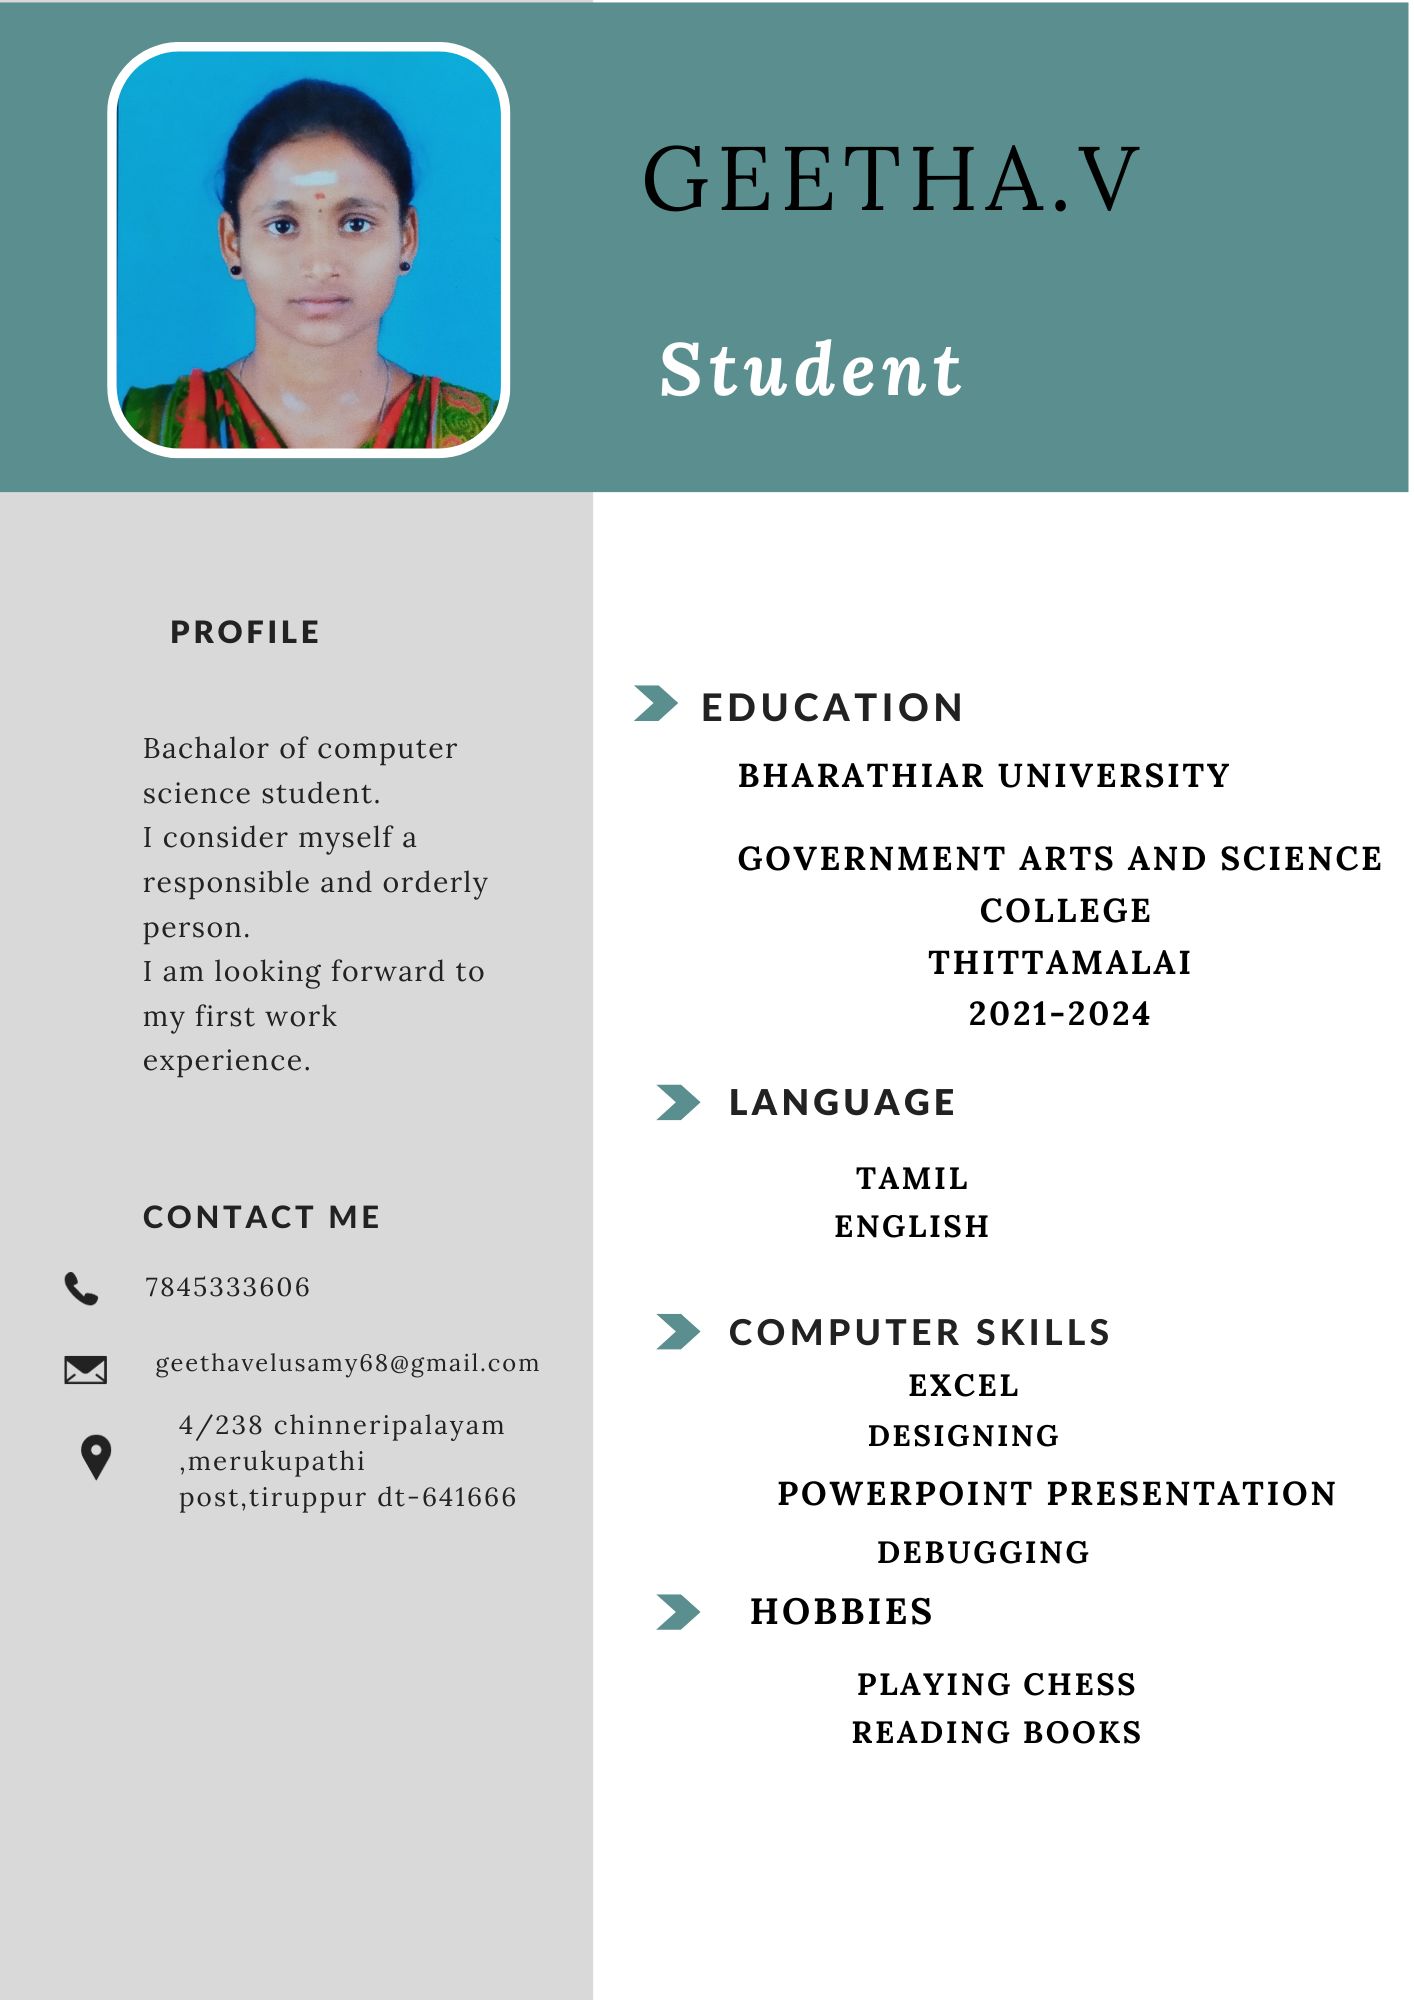 GEETHA.V
Student
PROFILE
Bachalor of computer
science student.
I consider myself a
responsible and orderly
person.
I am looking forward to
my first work
experience.
CONTACT ME
7845333606
geethavelusamy68@gmail.com
4/238 chinneripalayam
,merukupathi
post,tiruppur dt-641666
EDUCATION
BHARATHIAR UNIVERSITY
GOVERNMENT ARTS AND SCIENCE
COLLEGE
THITTAMALAI
2021-2024
LANGUAGE
TAMIL
ENGLISH
COMPUTER SKILLS
EXCEL
DESIGNING
POWERPOINT PRESENTATION
DEBUGGING
HOBBIES
PLAYING CHESS
READING BOOKS